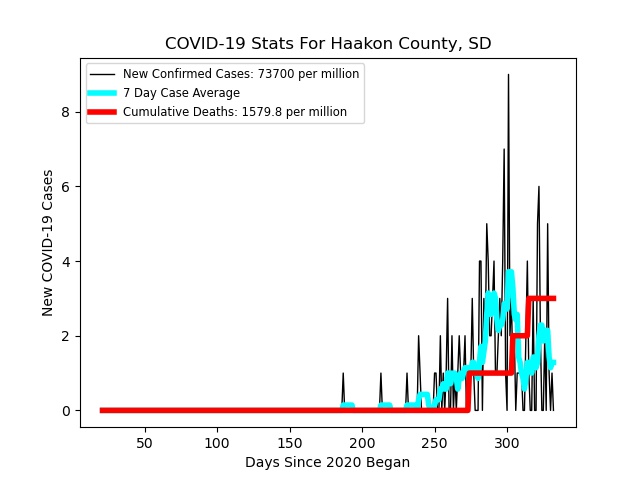 COVID-19 Stats For Haakon County, SD
New Confirmed Cases: 73700 per million
7 Day Case Average
Cumulative Deaths: 1579.8 per million
New COVID-19 Cases
8
6
4
2
0
50 100 150 200 250 300
Days Since 2020 Began